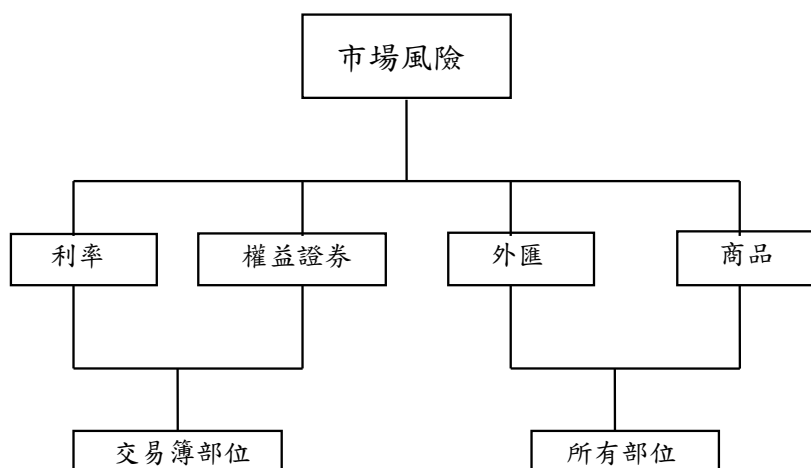 市場風險
利率
權益證券
外匯
商品
交易簿部位
所有部位